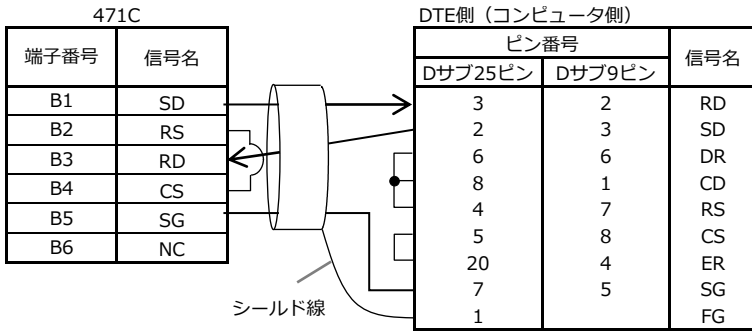 471C
端子番号 信号名
B1 SD
B2 RS
B3 RD
B4 CS
B5 SG
B6 NC
シールド線
DTE側（コンピュータ側）
ピン番号 信号名
Dサブ25ピン Dサブ9ピン
3 2 RD
2 3 SD
6 6 DR
8 1 CD
4 7 RS
5 8 CS
20 4 ER
7 5 SG
1 FG